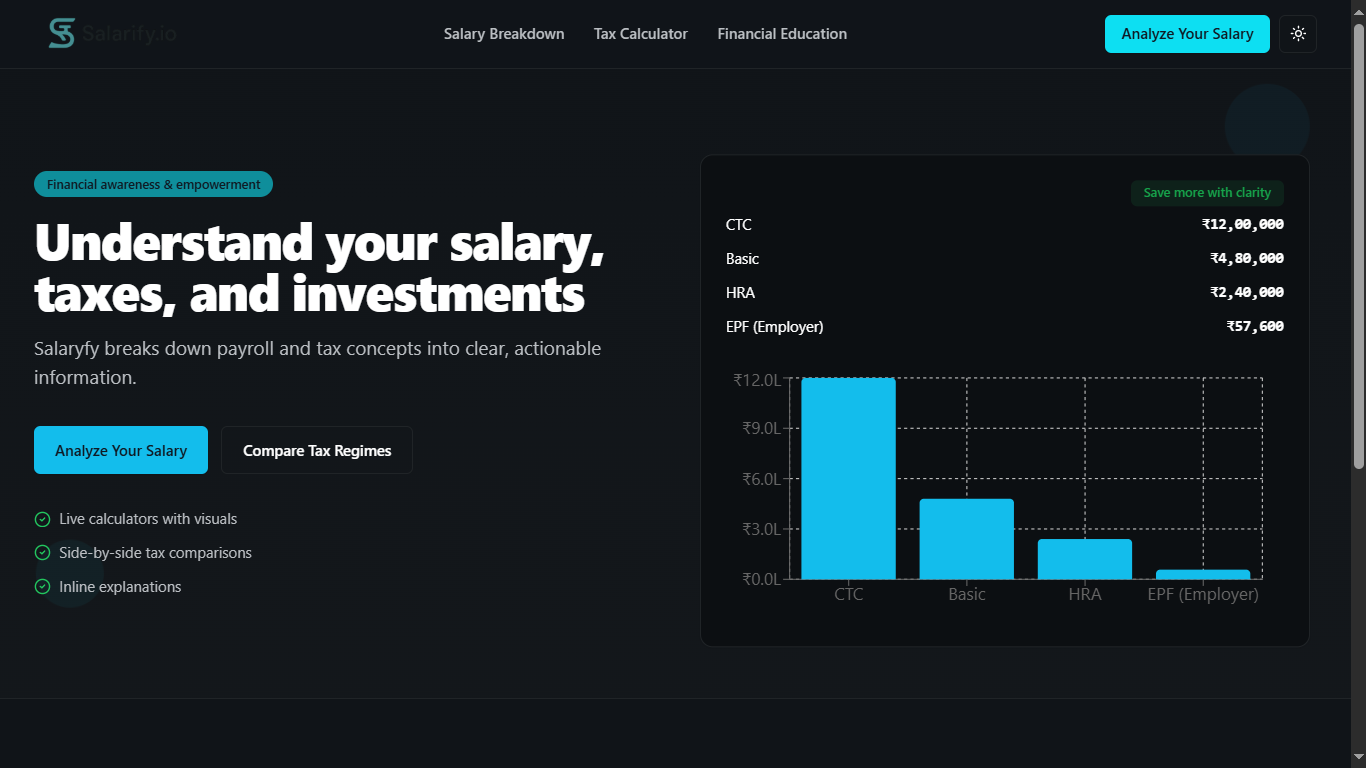 Salarify.io
Salary Breakdown
Tax Calculator
Financial Education
Analyze Your Salary
Financial awareness & empowerment
Understand your salary,
taxes, and investments
Salaryfy breaks down payroll and tax concepts into clear, actionable
information.
Analyze Your Salary
Compare Tax Regimes
Live calculators with visuals
Side-by-side tax comparisons
Inline explanations
Save more with clarity
CTC ₹12,00,000
Basic ₹4,80,000
HRA ₹2,40,000
EPF (Employer) ₹57,600
₹12.0L
₹9.0L
₹6.0L
₹3.0L
₹0.0L
CTC Basic HRA EPF (Employer)